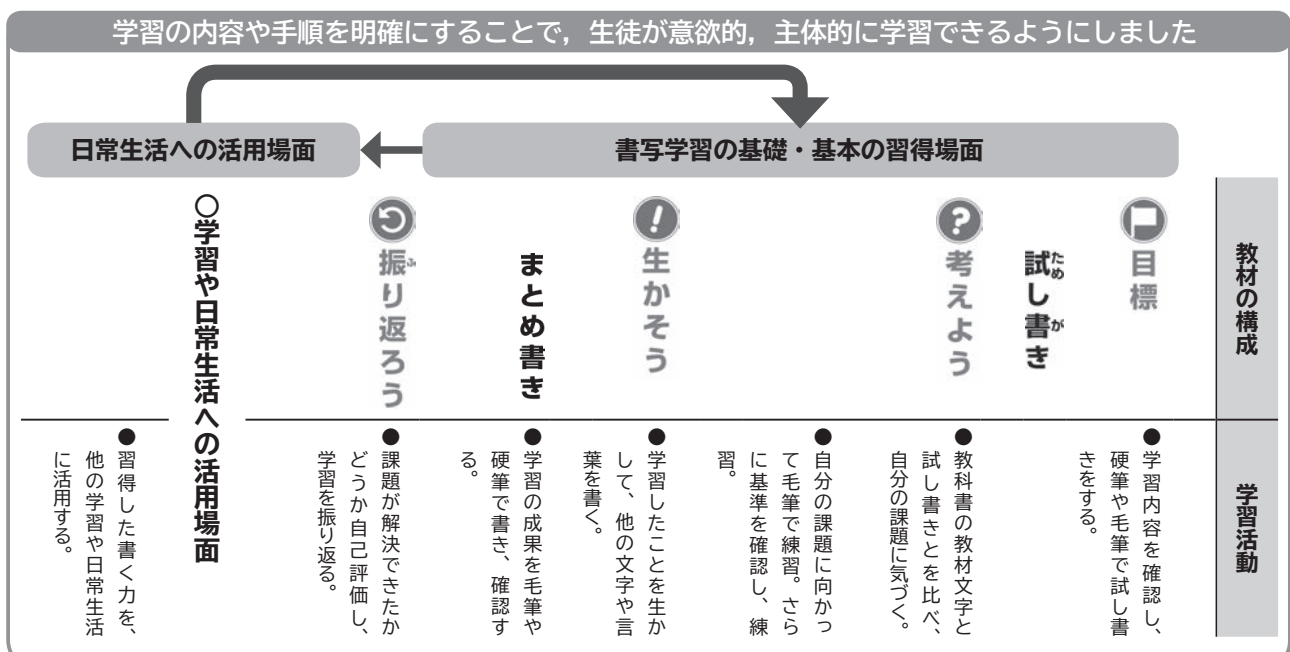 学習の内容や手順を明確にすることで，生徒が意欲的，主体的に学習できるようにしました
日常生活への活用場面
書写学習の基礎・基本の習得場面
教材の構成
目標
試し書き
ため
が
考えよう
生かそう
まとめ書き
振り返ろう
ふ
○学習や日常生活への活用場面
学習活動
●学習内容を確認し、
硬筆や毛筆で試し書
きをする。
●教科書の教材文字と
試し書きとを比べ、
自分の課題に気づく。
●自分の課題に向かっ
て毛筆で練習。さら
に基準を確認し、練
習。
●学習したことを生か
して、他の文字や言
葉を書く。
●学習の成果を毛筆や
硬筆で書き、確認す
る。
●課題が解決できたか
どうか自己評価し、
学習を振り返る。
●習得した書く力を、
他の学習や日常生活
に活用する。